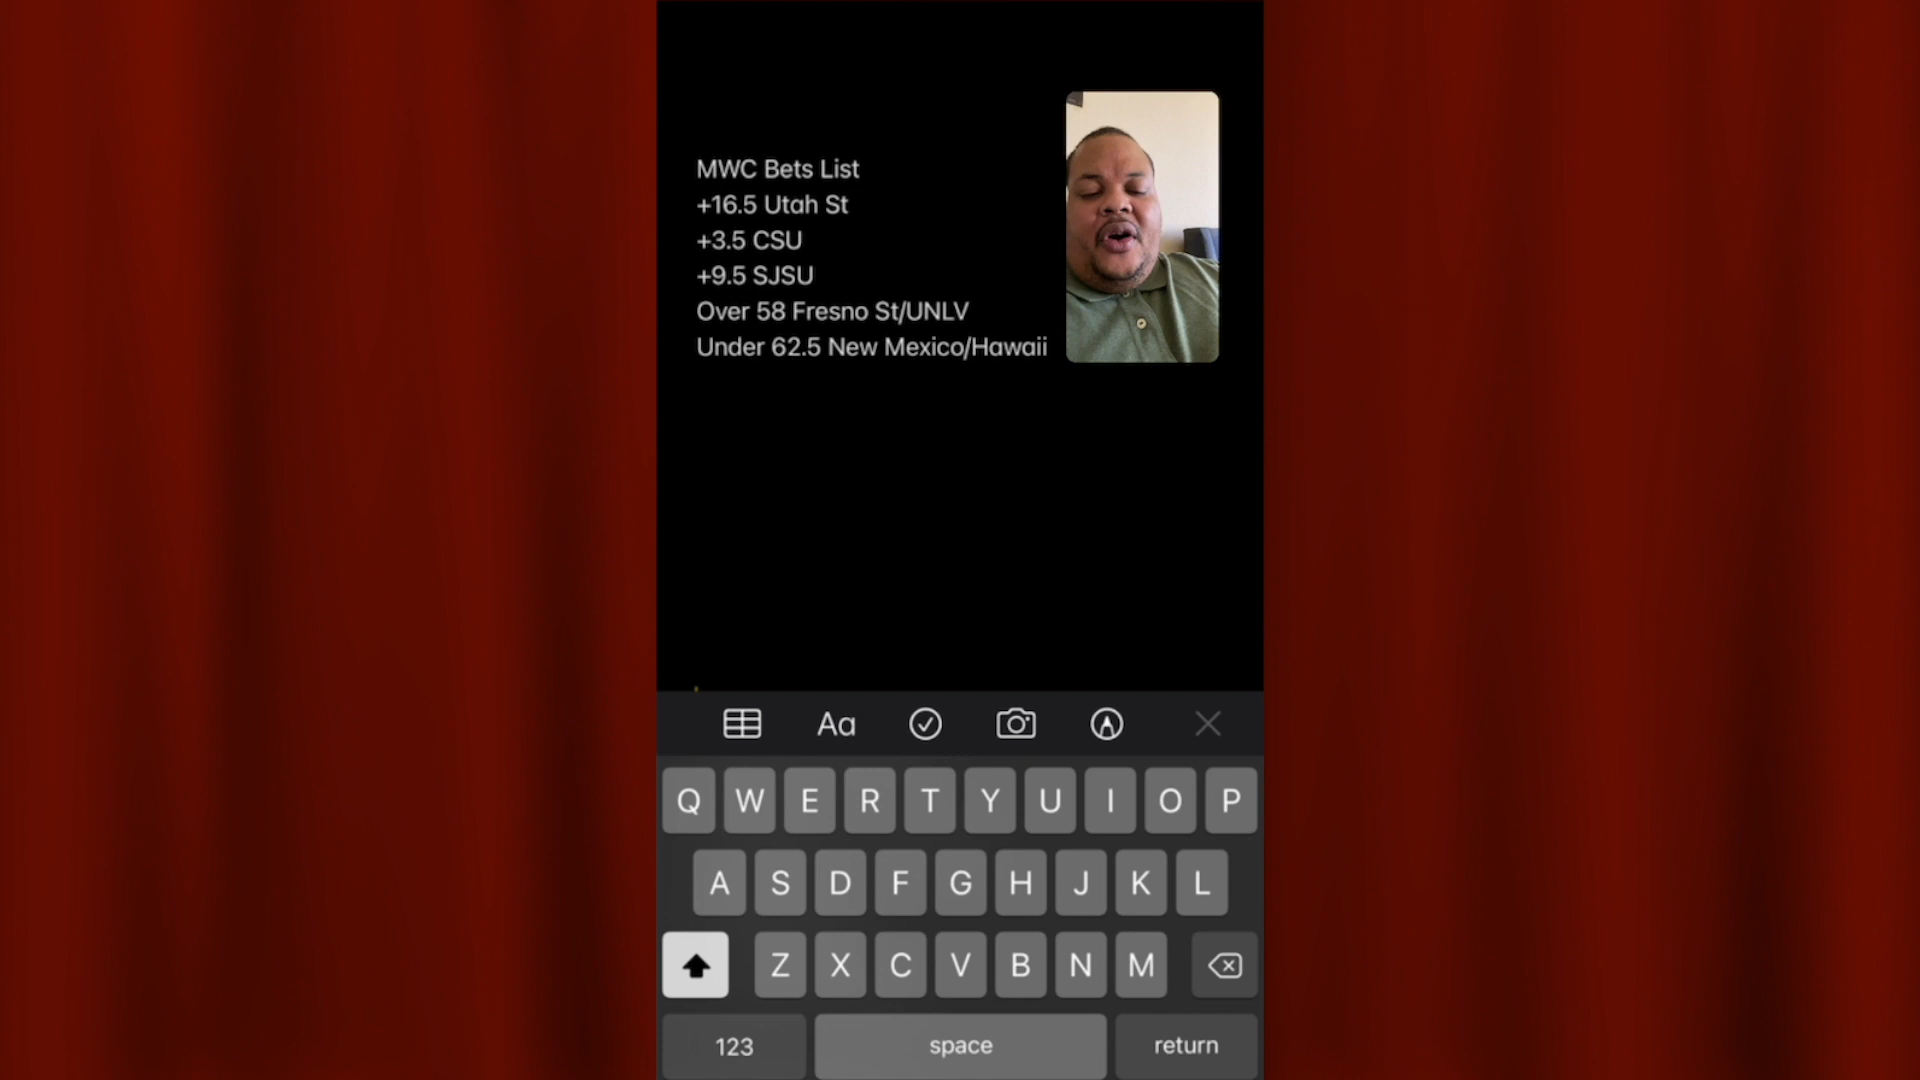 MWC Bets List
+16.5 Utah St
+3.5 CSU
+9.5 SJSU
Over 58 Fresno St/UNLV
Under 62.5 New Mexico/Hawaii
Aa
Q W E R T Y U I O P
A S D F G H J K L
Z X C V B N M
123 space return